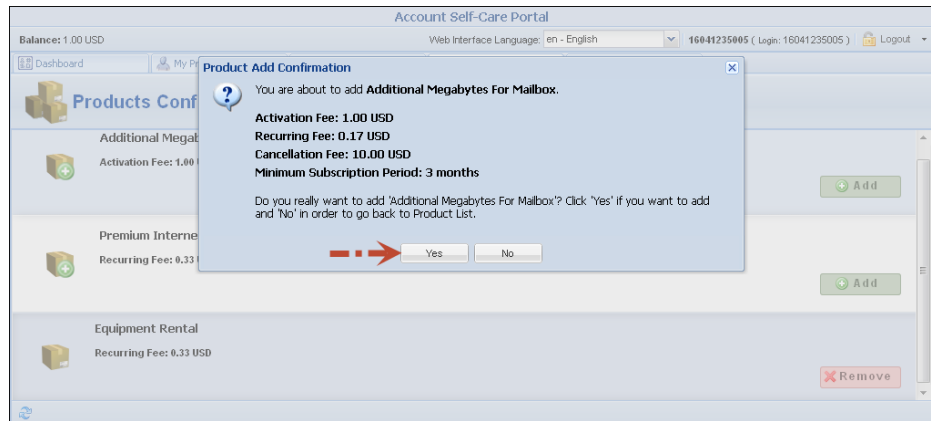 Account Self-Care Portal
Balance: 1.00 USD
Web Interface Language: en - English
16041235005 ( Login: 16041235005 )
Logout
Dashboard
My Pr
Products Conf
Product Add Confirmation
You are about to add Additional Megabytes For Mailbox.
Activation Fee: 1.00 USD
Recurring Fee: 0.17 USD
Cancellation Fee: 10.00 USD
Minimum Subscription Period: 3 months
Do you really want to add 'Additional Megabytes For Mailbox'? Click 'Yes' if you want to add
and 'No' in order to go back to Product List.
Yes
No
Additional Megab
Activation Fee: 1.00
Add
Premium Interne
Recurring Fee: 0.33
Add
Equipment Rental
Recurring Fee: 0.33 USD
Remove